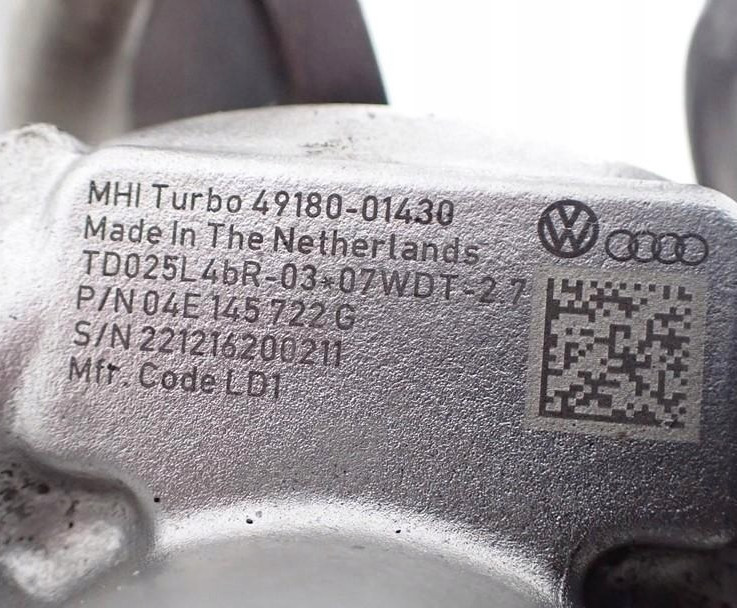 MHI Turbo 49180-01430
Made In The Netherlands
TD025L4bR-03*07WDT-2.7
P/N 04E 145 722 G
S/N 221216200211
Mfr. Code LD1